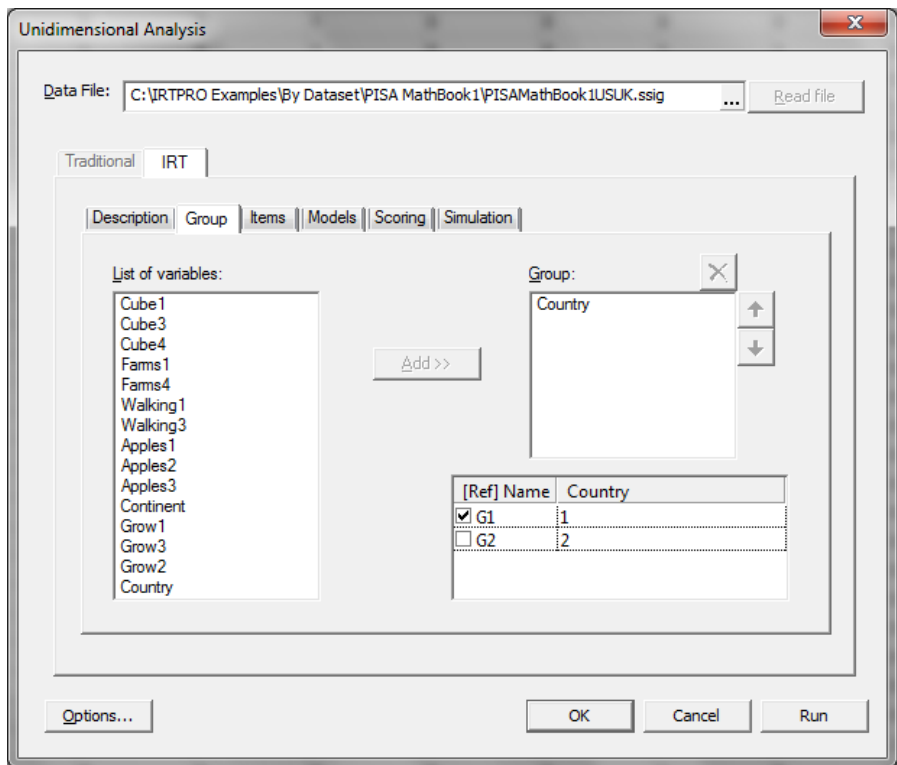 Unidimensional Analysis
x
Data File: C:\IRTPRO Examples\By Dataset\PISA MathBook1\PISAMathBook1USUK.ssig ... Read file
Traditional IRT
Description Group Items Models Scoring Simulation
List of variables:
Cube1
Cube3
Cube4
Farms1
Farms4
Walking1
Walking3
Apples1
Apples2
Apples3
Continent
Grow1
Grow3
Grow2
Country
Add >>
Group:
Country
[Ref] Name Country
G1 1
G2 2
Options... OK Cancel Run